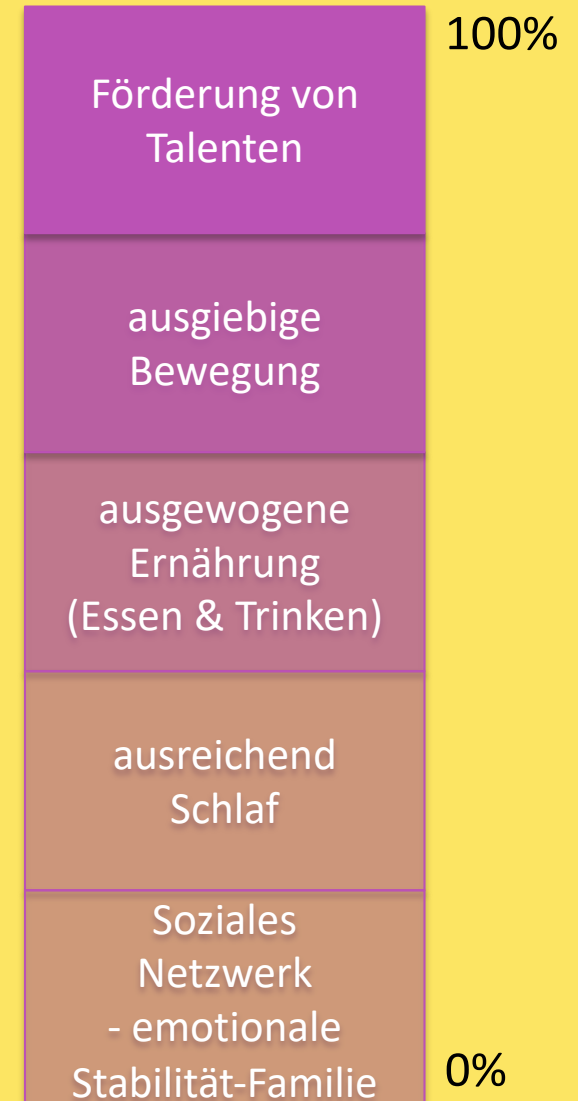 100%
Förderung von
Talenten
ausgiebige
Bewegung
ausgewogene
Ernährung
(Essen & Trinken)
ausreichend
Schlaf
Soziales
Netzwerk
- emotionale
Stabilität-Familie
0%